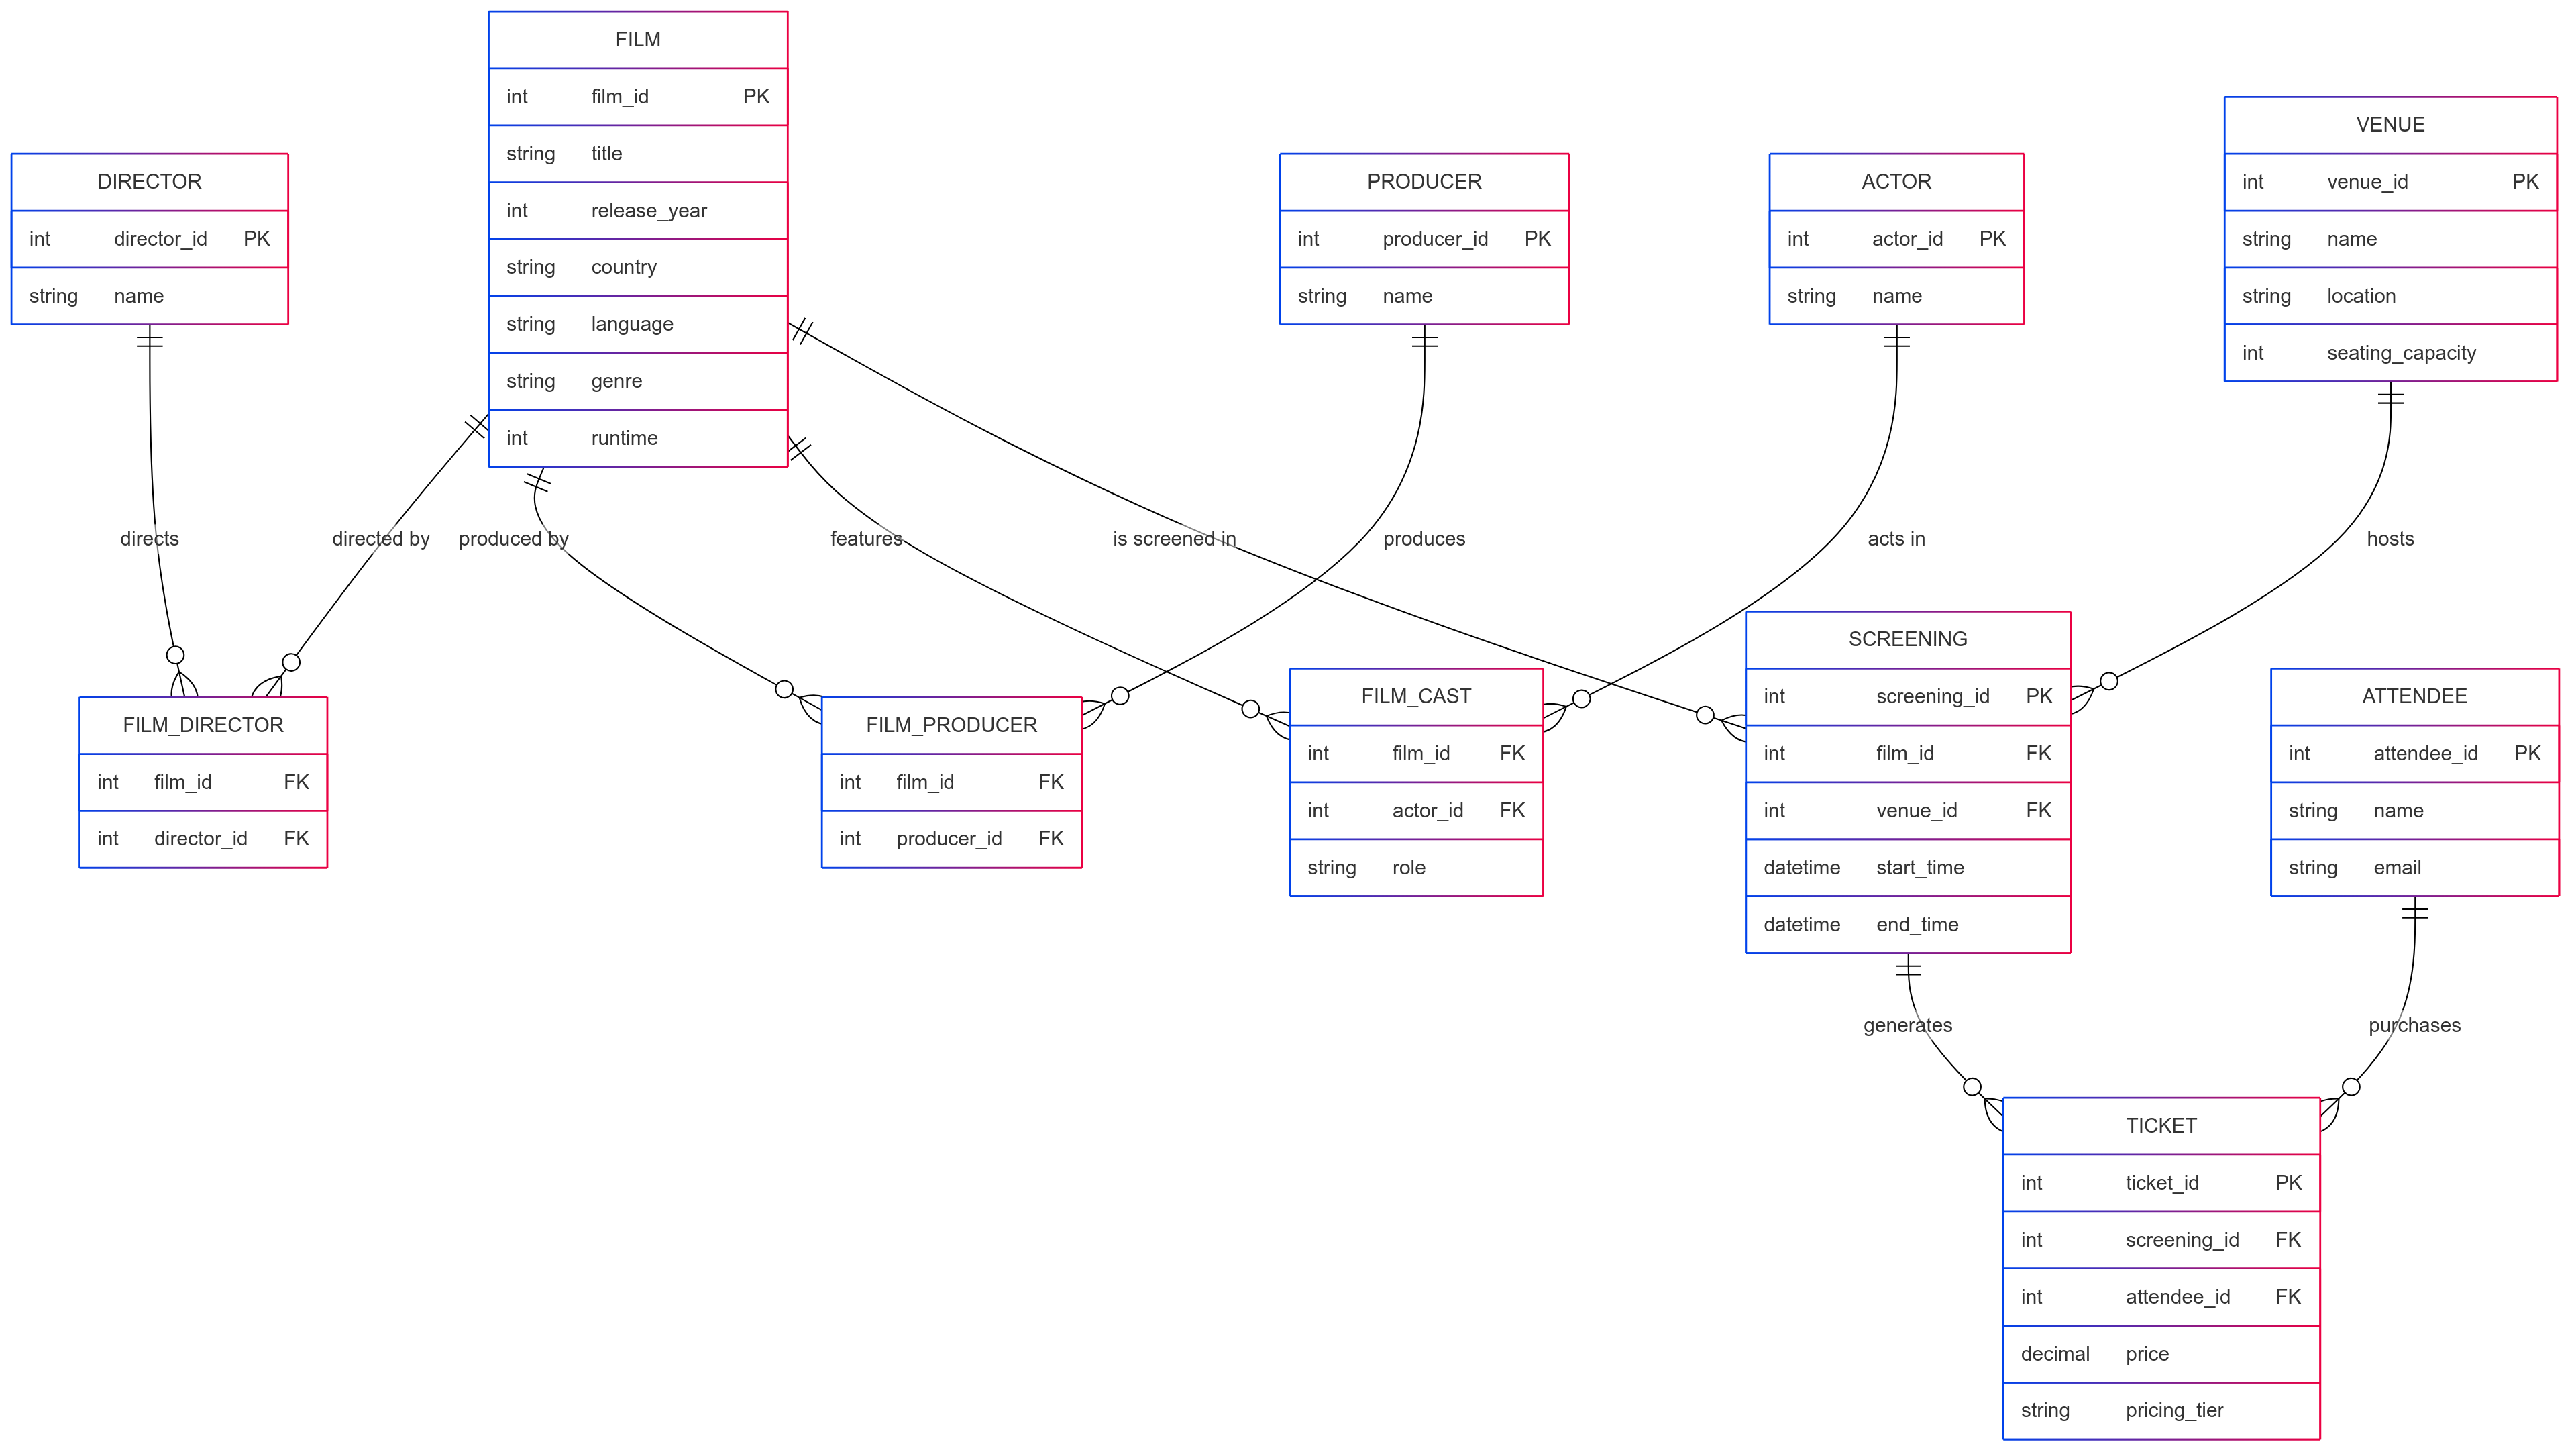 FILM
int film_id PK
string title
int release_year
string country
string language
string genre
int runtime
DIRECTOR
int director_id PK
string name
PRODUCER
int producer_id PK
string name
ACTOR
int actor_id PK
string name
VENUE
int venue_id PK
string name
string location
int seating_capacity
directs
directed by
produced by
features
is screened in
produces
acts in
hosts
FILM_DIRECTOR
int film_id FK
int director_id FK
FILM_PRODUCER
int film_id FK
int producer_id FK
FILM_CAST
int film_id FK
int actor_id FK
string role
SCREENING
int screening_id PK
int film_id FK
int venue_id FK
datetime start_time
datetime end_time
ATTENDEE
int attendee_id PK
string name
string email
generates
purchases
TICKET
int ticket_id PK
int screening_id FK
int attendee_id FK
decimal price
string pricing_tier